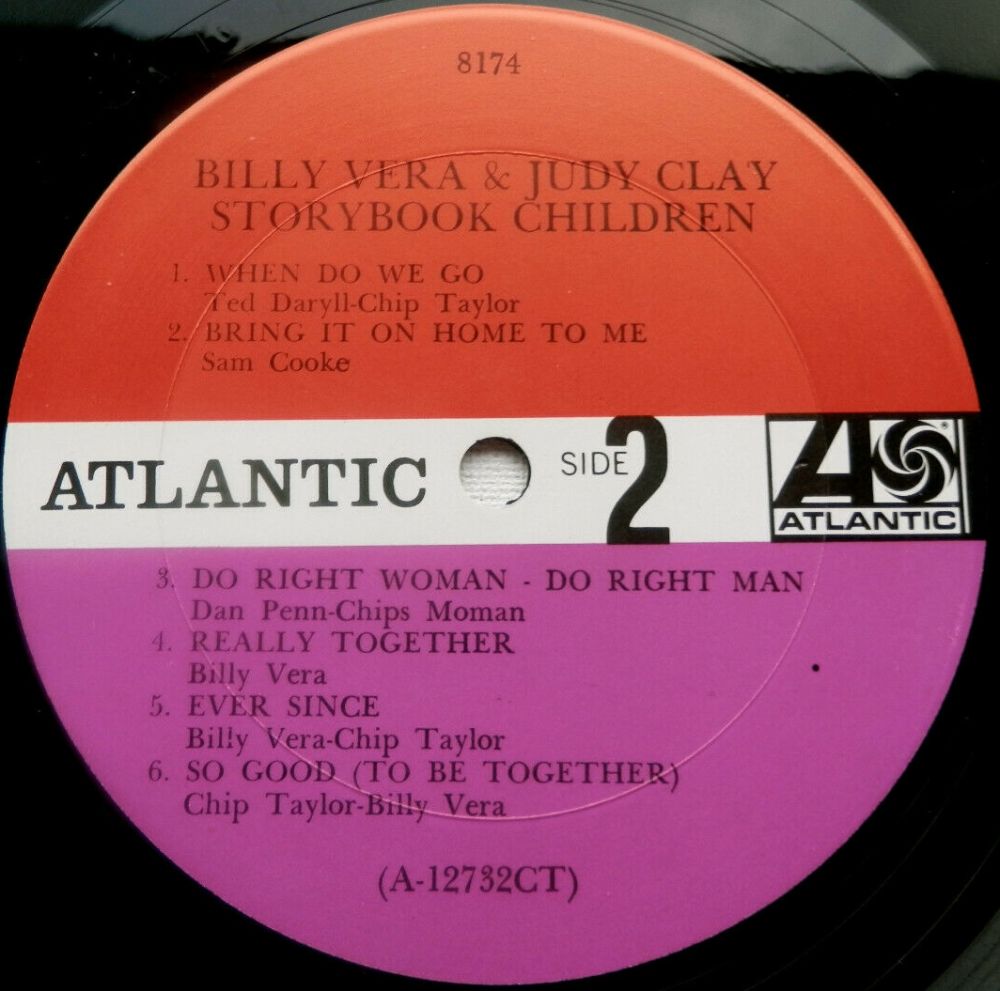 8174
BILLY VERA & JUDY CLAY
STORYBOOK CHILDREN
1. WHEN DO WE GO
Ted Daryll-Chip Taylor
2. BRING IT ON HOME TO ME
Sam Cooke
ATLANTIC
SIDE 2
A
ATLANTIC
3. DO RIGHT WOMAN - DO RIGHT MAN
Dan Penn-Chips Moman
4. REALLY TOGETHER
Billy Vera
5. EVER SINCE
Billy Vera-Chip Taylor
6. SO GOOD (TO BE TOGETHER)
Chip Taylor-Billy Vera
(A-12732CT)